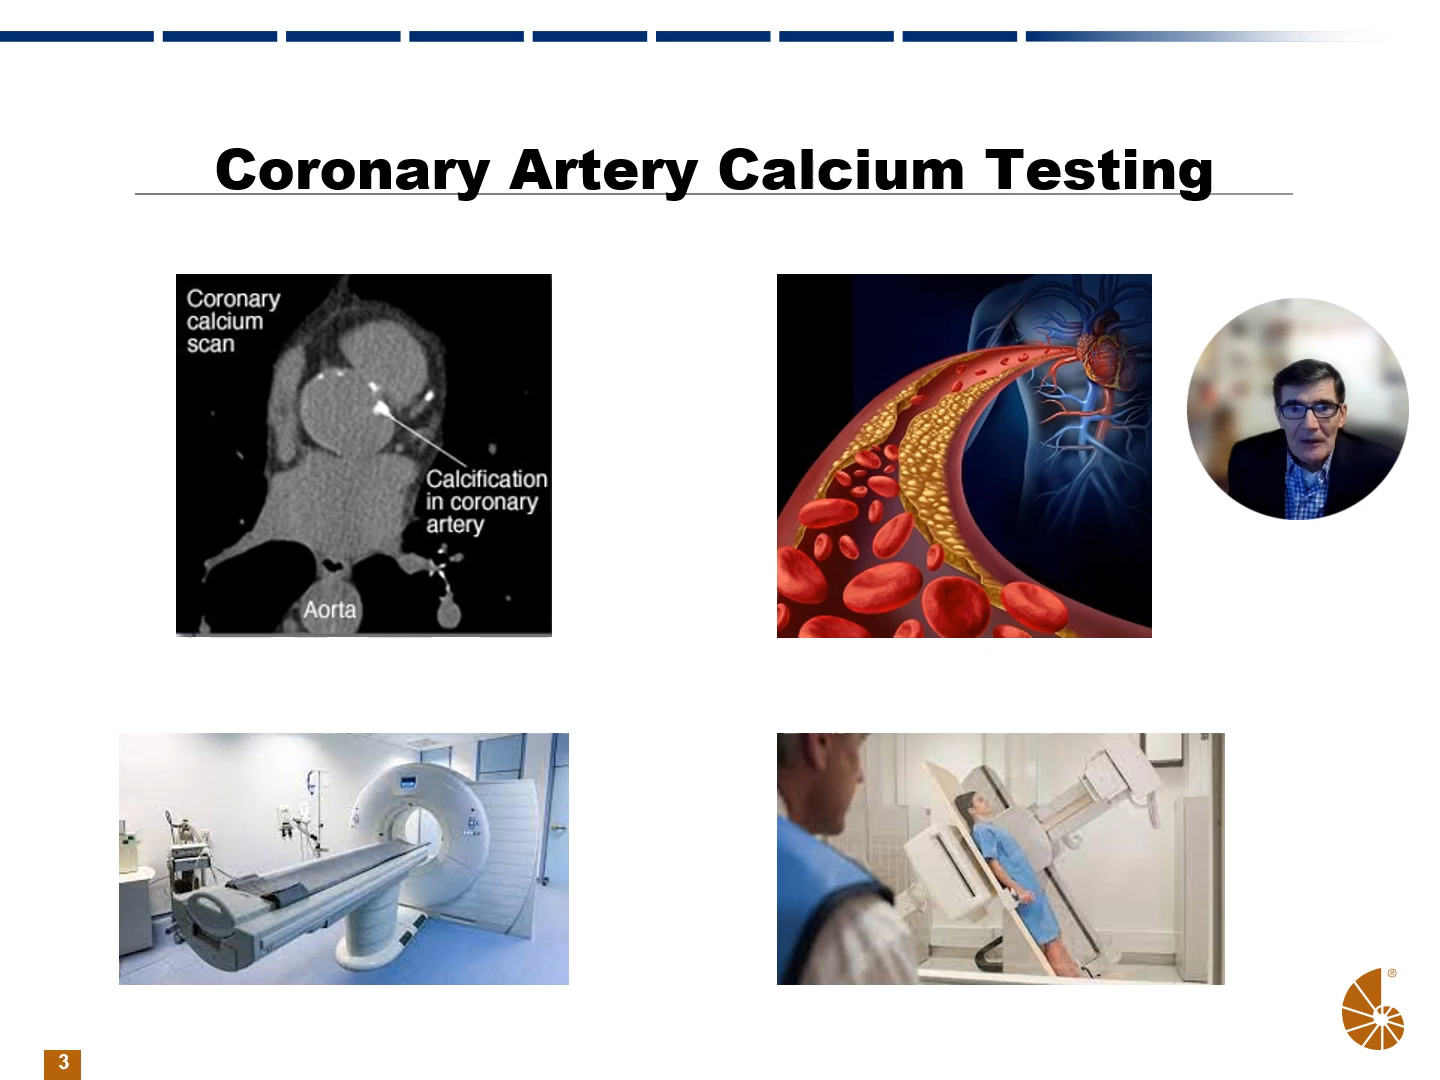 Coronary Artery Calcium Testing
Coronary
calcium
scan
Calcification
in coronary
artery
Aorta
®
3